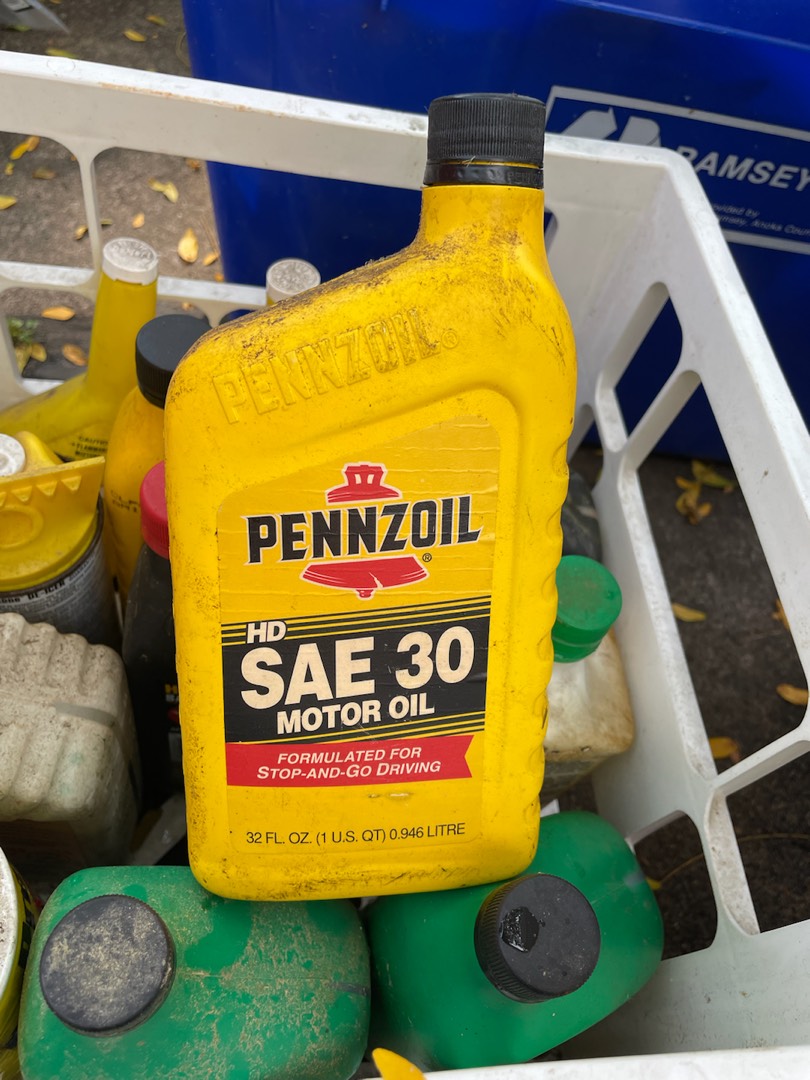 RAMSEY
PENNZOIL®
PENNZOIL®
HD
SAE 30
MOTOR OIL
FORMULATED FOR
STOP-AND-GO DRIVING
32 FL. OZ. (1 U.S. QT) 0.946 LITRE